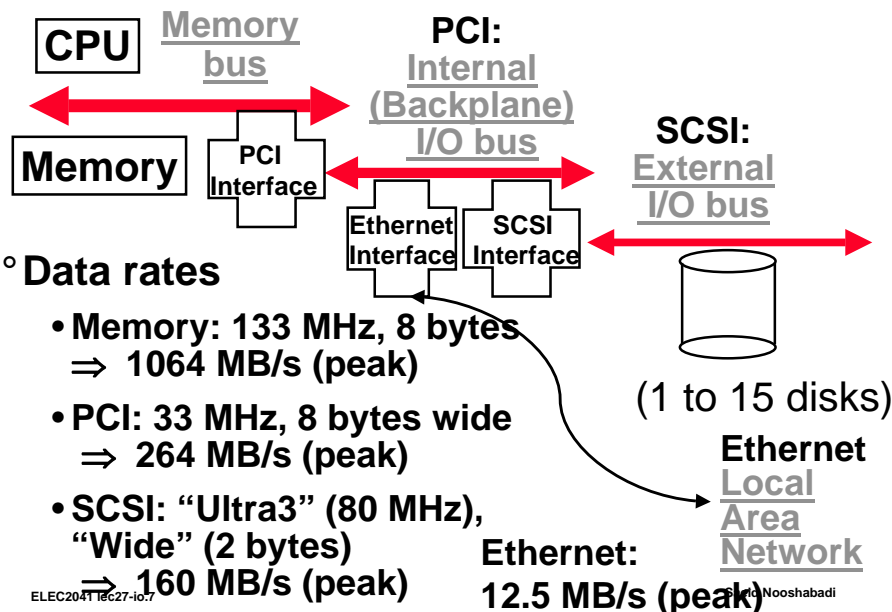 CPU
Memory
bus
PCI:
Internal
(Backplane)
I/O bus
SCSI:
External
I/O bus
Memory
PCI
Interface
Ethernet
Interface
SCSI
Interface
° Data rates
• Memory: 133 MHz, 8 bytes
⇒ 1064 MB/s (peak)
• PCI: 33 MHz, 8 bytes wide
⇒ 264 MB/s (peak)
• SCSI: “Ultra3” (80 MHz),
“Wide” (2 bytes)
⇒ 160 MB/s (peak)
(1 to 15 disks)
Ethernet
Local
Area
Network
Ethernet:
12.5 MB/s (peak)
ELEC2041 lec27-io.7
Nooshabadi